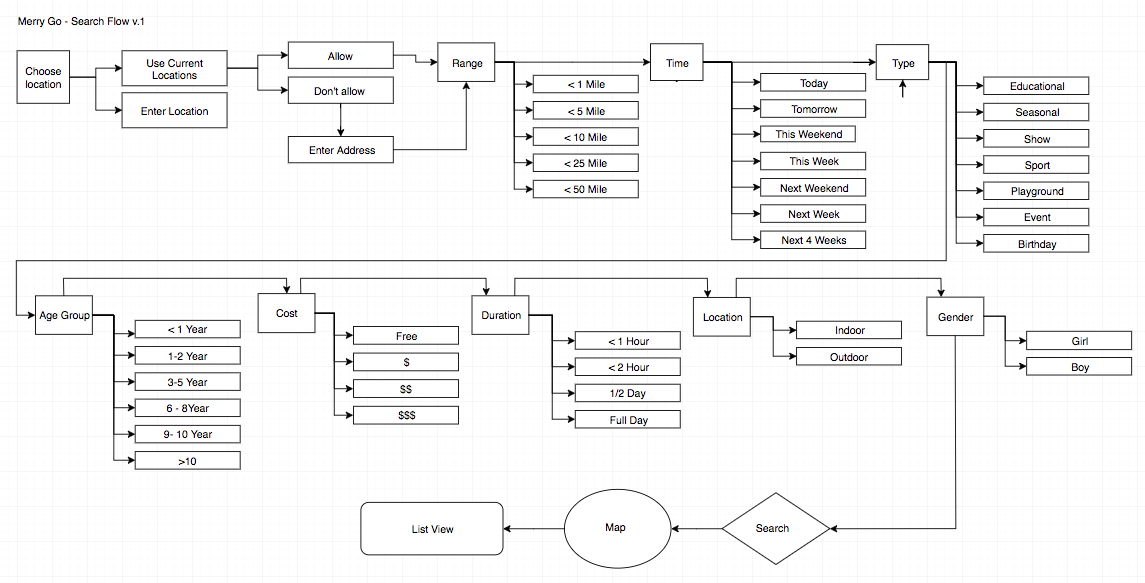 Merry Go - Search Flow v.1
Choose
location
Use Current
Locations
Enter Location
Allow
Don't allow
Enter Address
Range
< 1 Mile
< 5 Mile
< 10 Mile
< 25 Mile
< 50 Mile
Time
Today
Tomorrow
This Weekend
This Week
Next Weekend
Next Week
Next 4 Weeks
Type
Educational
Seasonal
Show
Sport
Playground
Event
Birthday
Age Group
< 1 Year
1-2 Year
3-5 Year
6 - 8Year
9- 10 Year
>10
Cost
Free
$
$$
$$$
Duration
< 1 Hour
< 2 Hour
1/2 Day
Full Day
Location
Indoor
Outdoor
Gender
Girl
Boy
List View
Map
Search